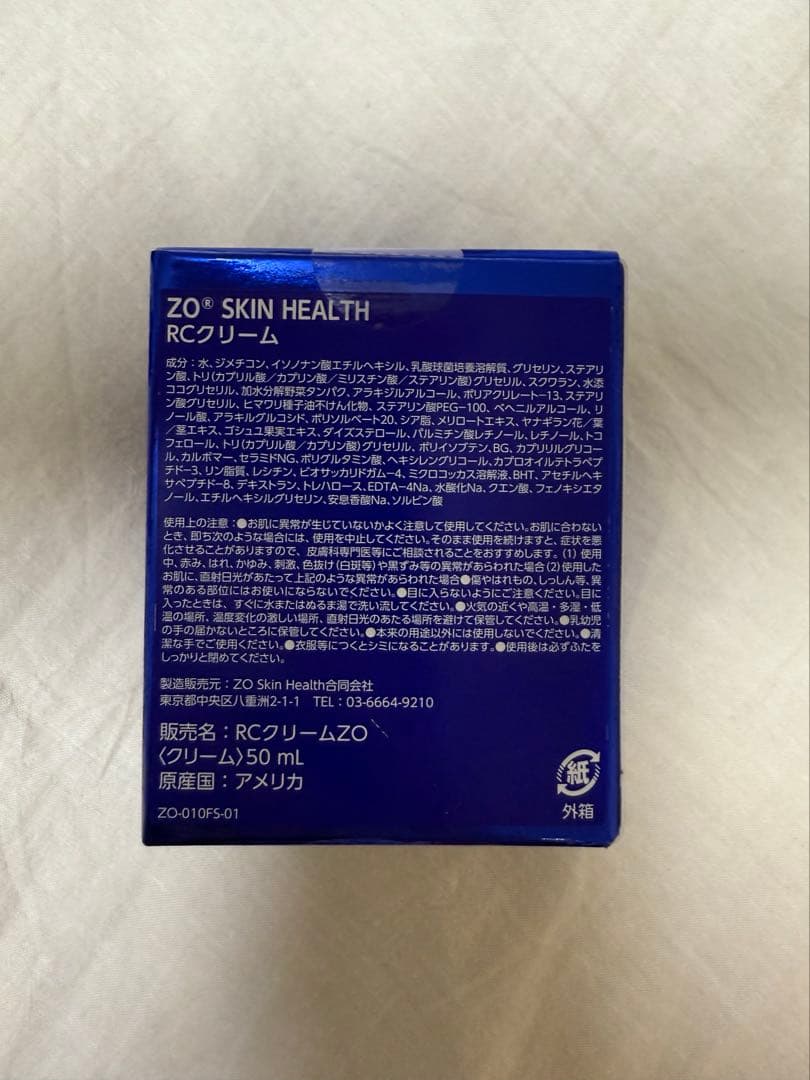 ZO® SKIN HEALTH
RCクリーム
成分：水、ジメチコン、イソノナン酸エチルヘキシル、乳酸球菌培養溶解質、グリセリン、ステアリ
ン酸、トリ(カプリル酸／カプリン酸／ミリスチン酸／ステアリン酸)グリセリル、スクワラン、水添
ココグリセリル、加水分解野菜タンパク、アラキジルアルコール、ポリアクリレート-13、ステアリ
ン酸グリセリル、ヒマワリ種子油不けん化物、ステアリン酸PEG-100、ベヘニルアルコール、リ
ノール酸、アラキルグルコシド、ポリソルベート20、シア脂、メリロートエキス、ヤナギラン花／葉
／茎エキス、ゴシュユ果実エキス、ダイズステロール、パルミチン酸レチノール、レチノール、トコ
フェロール、トリ(カプリル酸／カプリン酸)グリセリル、ポリイソブテン、BG、カプリリルグリコー
ル、カルボマー、セラミドNG、ポリグルタミン酸、ヘキシレングリコール、カプロオイルテトラペプ
チド-3、リン脂質、レシチン、ビオサッカリドガム-4、ミクロコッカス溶解液、BHT、アセチルヘキ
サペプチド-8、デキストラン、トレハロース、EDTA-4Na、水酸化Na、クエン酸、フェノキシエタ
ノール、エチルヘキシルグリセリン、安息香酸Na、ソルビン酸
使用上の注意：●お肌に異常が生じていないかよく注意して使用してください。お肌に合わない
とき、即ち次のような場合には、使用を中止してください。そのまま使用を続けますと、症状を悪
化させることがありますので、皮膚科専門医等にご相談されることをおすすめします。(1) 使用
中、赤み、はれ、かゆみ、刺激、色抜け(白斑等)や黒ずみ等の異常があらわれた場合(2)使用した
お肌に、直射日光があたって上記のような異常があらわれた場合●傷やはれもの、しっしん等、異
常のある部位にはお使いにならないでください。●目に入らないようにご注意ください。目に
入ったときは、すぐに水またはぬるま湯で洗い流してください。●火気の近くや高温・多湿・低
温の場所、温度変化の激しい場所、直射日光のあたる場所を避けて保管してください。●乳幼児
の手の届かないところに保管してください。●本来の用途以外には使用しないでください。●清
潔な手でご使用ください。●衣服等につくとシミになることがあります。●使用後は必ずふたを
しっかりと閉めてください。
製造販売元：ZO Skin Health合同会社
東京都中央区八重洲2-1-1 TEL：03-6664-9210
販売名：RCクリームZO
〈クリーム〉50 mL
原産国：アメリカ
ZO-010FS-01
紙
外箱